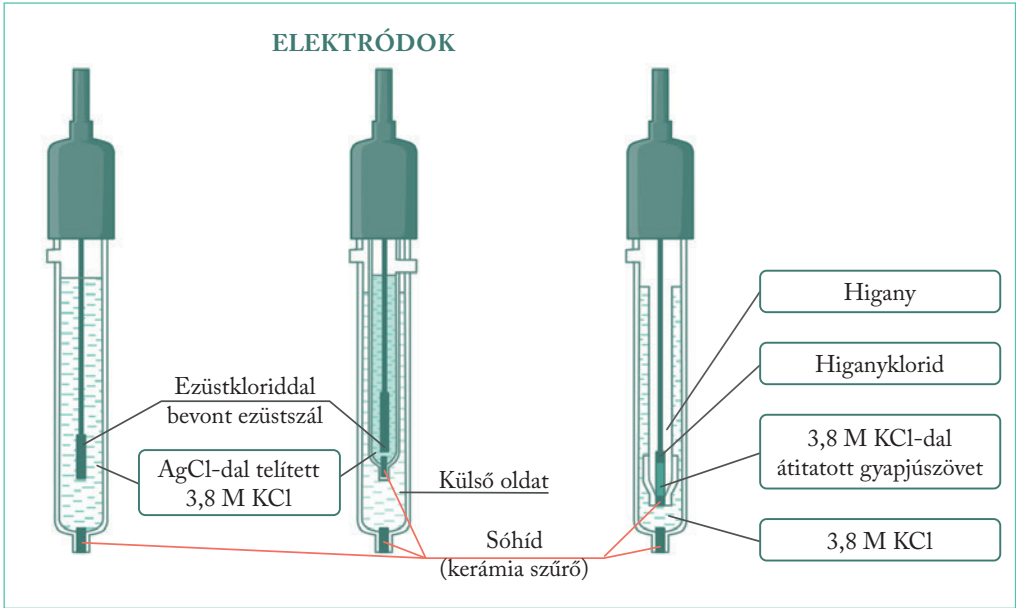 ELEKTRÓDOK
Ezüstkloriddal
bevont ezüstszál
AgCl-dal telített
3,8 M KCl
Külső oldat
Sóhíd
(kerámia szűrő)
Higany
Higanyklorid
3,8 M KCl-dal
átitatott gyapjúszövet
3,8 M KCl